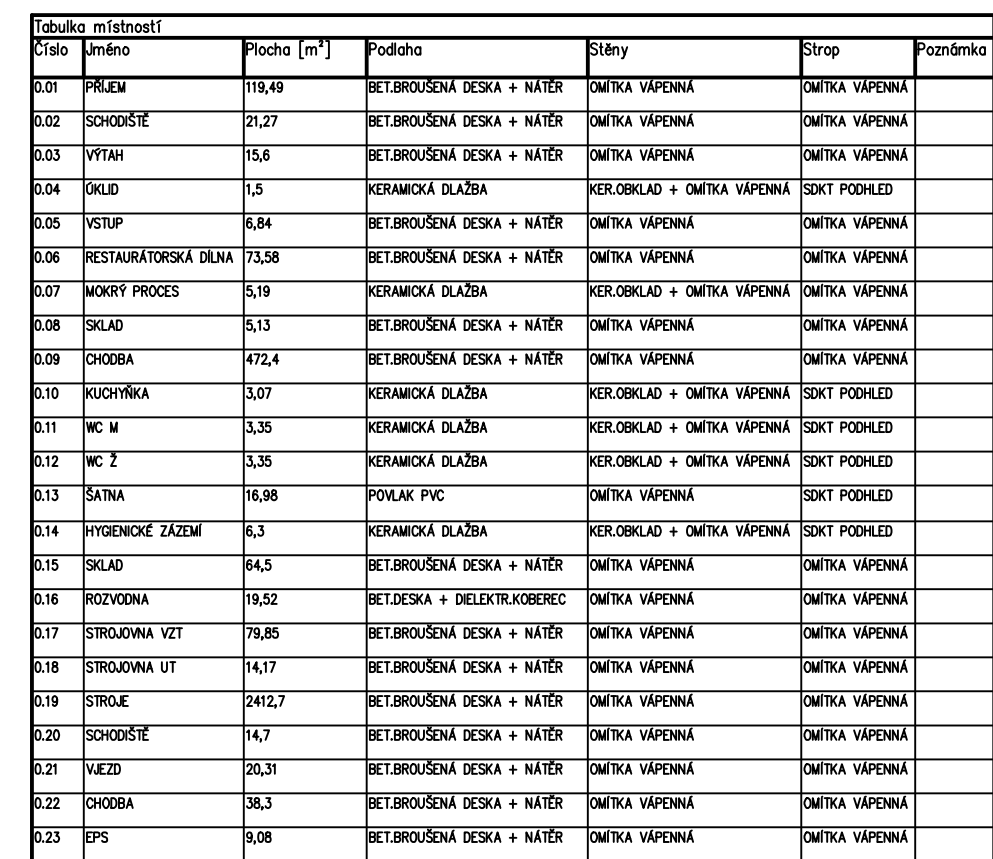 Tabulka místností
Číslo Jméno Plocha [m²] Podlaha Stěny Strop Poznámka
0.01 PŘÍJEM 119,49 BET.BROUŠENÁ DESKA + NÁTĚR OMÍTKA VÁPENNÁ OMÍTKA VÁPENNÁ
0.02 SCHODIŠTĚ 21,27 BET.BROUŠENÁ DESKA + NÁTĚR OMÍTKA VÁPENNÁ OMÍTKA VÁPENNÁ
0.03 VÝTAH 15,6 BET.BROUŠENÁ DESKA + NÁTĚR OMÍTKA VÁPENNÁ OMÍTKA VÁPENNÁ
0.04 ÚKLID 1,5 KERAMICKÁ DLAŽBA KER.OBKLAD + OMÍTKA VÁPENNÁ SDKT PODHLED
0.05 VSTUP 6,84 BET.BROUŠENÁ DESKA + NÁTĚR OMÍTKA VÁPENNÁ OMÍTKA VÁPENNÁ
0.06 RESTAURÁTORSKÁ DÍLNA 73,58 BET.BROUŠENÁ DESKA + NÁTĚR OMÍTKA VÁPENNÁ OMÍTKA VÁPENNÁ
0.07 MOKRÝ PROCES 5,19 KERAMICKÁ DLAŽBA KER.OBKLAD + OMÍTKA VÁPENNÁ OMÍTKA VÁPENNÁ
0.08 SKLAD 5,13 BET.BROUŠENÁ DESKA + NÁTĚR OMÍTKA VÁPENNÁ OMÍTKA VÁPENNÁ
0.09 CHODBA 472,4 BET.BROUŠENÁ DESKA + NÁTĚR OMÍTKA VÁPENNÁ OMÍTKA VÁPENNÁ
0.10 KUCHYŇKA 3,07 KERAMICKÁ DLAŽBA KER.OBKLAD + OMÍTKA VÁPENNÁ SDKT PODHLED
0.11 WC M 3,35 KERAMICKÁ DLAŽBA KER.OBKLAD + OMÍTKA VÁPENNÁ SDKT PODHLED
0.12 WC Ž 3,35 KERAMICKÁ DLAŽBA KER.OBKLAD + OMÍTKA VÁPENNÁ SDKT PODHLED
0.13 ŠATNA 16,98 POVLAK PVC OMÍTKA VÁPENNÁ SDKT PODHLED
0.14 HYGIENICKÉ ZÁZEMÍ 6,3 KERAMICKÁ DLAŽBA KER.OBKLAD + OMÍTKA VÁPENNÁ SDKT PODHLED
0.15 SKLAD 64,5 BET.BROUŠENÁ DESKA + NÁTĚR OMÍTKA VÁPENNÁ OMÍTKA VÁPENNÁ
0.16 ROZVODNA 19,52 BET.DESKA + DIELEKTR.KOBEREC OMÍTKA VÁPENNÁ OMÍTKA VÁPENNÁ
0.17 STROJOVNA VZT 79,85 BET.BROUŠENÁ DESKA + NÁTĚR OMÍTKA VÁPENNÁ OMÍTKA VÁPENNÁ
0.18 STROJOVNA UT 14,17 BET.BROUŠENÁ DESKA + NÁTĚR OMÍTKA VÁPENNÁ OMÍTKA VÁPENNÁ
0.19 STROJE 2412,7 BET.BROUŠENÁ DESKA + NÁTĚR OMÍTKA VÁPENNÁ OMÍTKA VÁPENNÁ
0.20 SCHODIŠTĚ 14,7 BET.BROUŠENÁ DESKA + NÁTĚR OMÍTKA VÁPENNÁ OMÍTKA VÁPENNÁ
0.21 VJEZD 20,31 BET.BROUŠENÁ DESKA + NÁTĚR OMÍTKA VÁPENNÁ OMÍTKA VÁPENNÁ
0.22 CHODBA 38,3 BET.BROUŠENÁ DESKA + NÁTĚR OMÍTKA VÁPENNÁ OMÍTKA VÁPENNÁ
0.23 EPS 9,08 BET.BROUŠENÁ DESKA + NÁTĚR OMÍTKA VÁPENNÁ OMÍTKA VÁPENNÁ